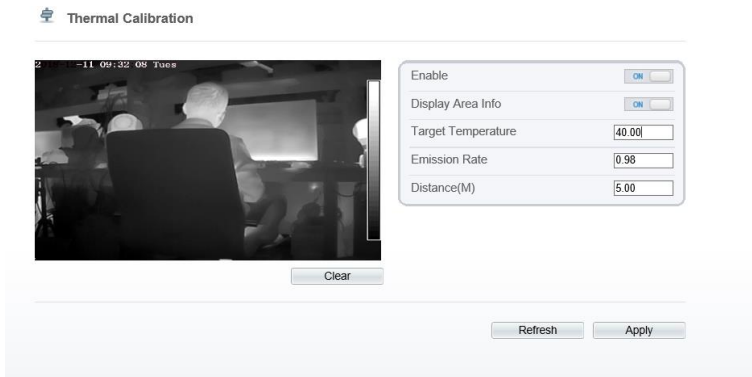 Thermal Calibration
-11 09:32 08 Tues
Enable ON
Display Area Info ON
Target Temperature 40.00
Emission Rate 0.98
Distance(M) 5.00
Clear
Refresh Apply